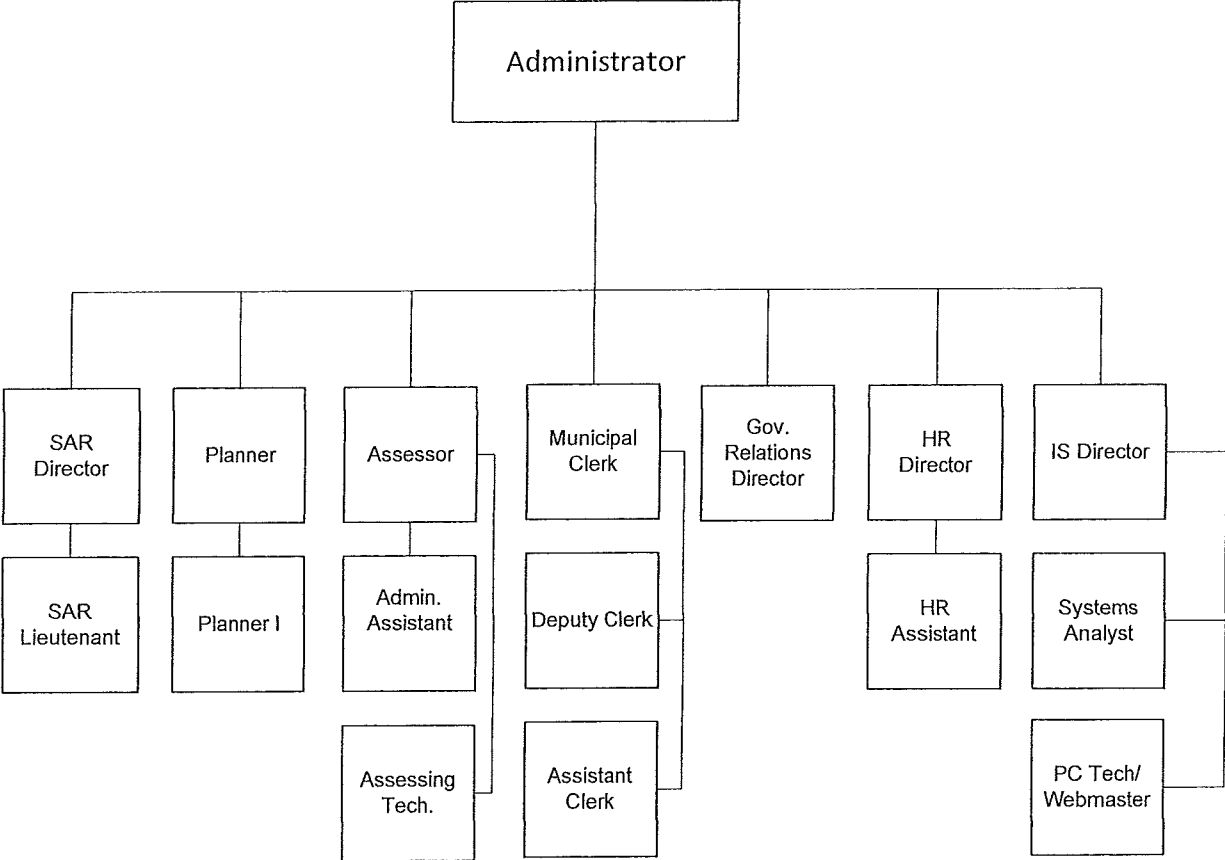 Administrator
SAR
Director
Planner
Assessor
Municipal
Clerk
Gov.
Relations
Director
HR
Director
IS Director
SAR
Lieutenant
Planner I
Admin.
Assistant
Deputy Clerk
HR
Assistant
Systems
Analyst
Assessing
Tech.
Assistant
Clerk
PC Tech/
Webmaster